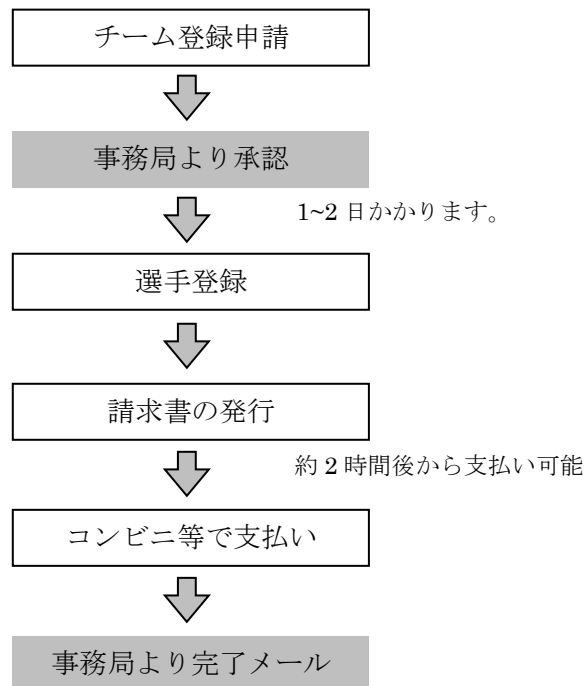 チーム登録申請
事務局より承認
1~2日かかります。
選手登録
請求書の発行
約2時間後から支払い可能
コンビニ等で支払い
事務局より完了メール